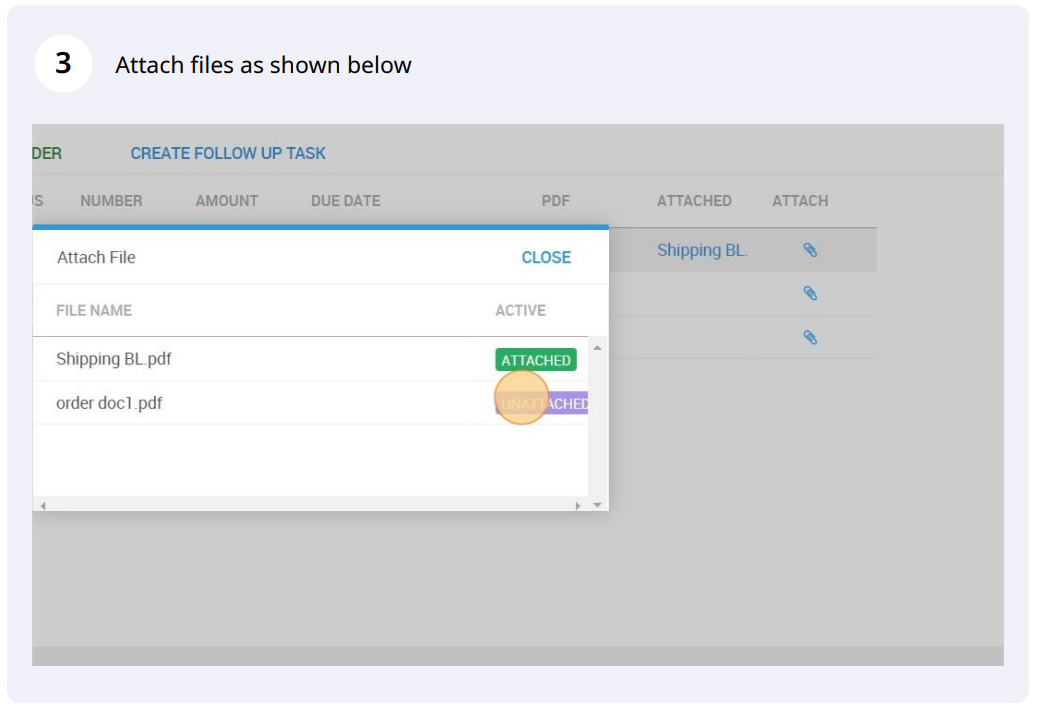 3 Attach files as shown below
DER CREATE FOLLOW UP TASK
NUMBER AMOUNT DUE DATE PDF ATTACHED ATTACH
Attach File CLOSE
Shipping BL.
FILE NAME ACTIVE
Shipping BL.pdf ATTACHED
order doc1.pdf UNATTACHED